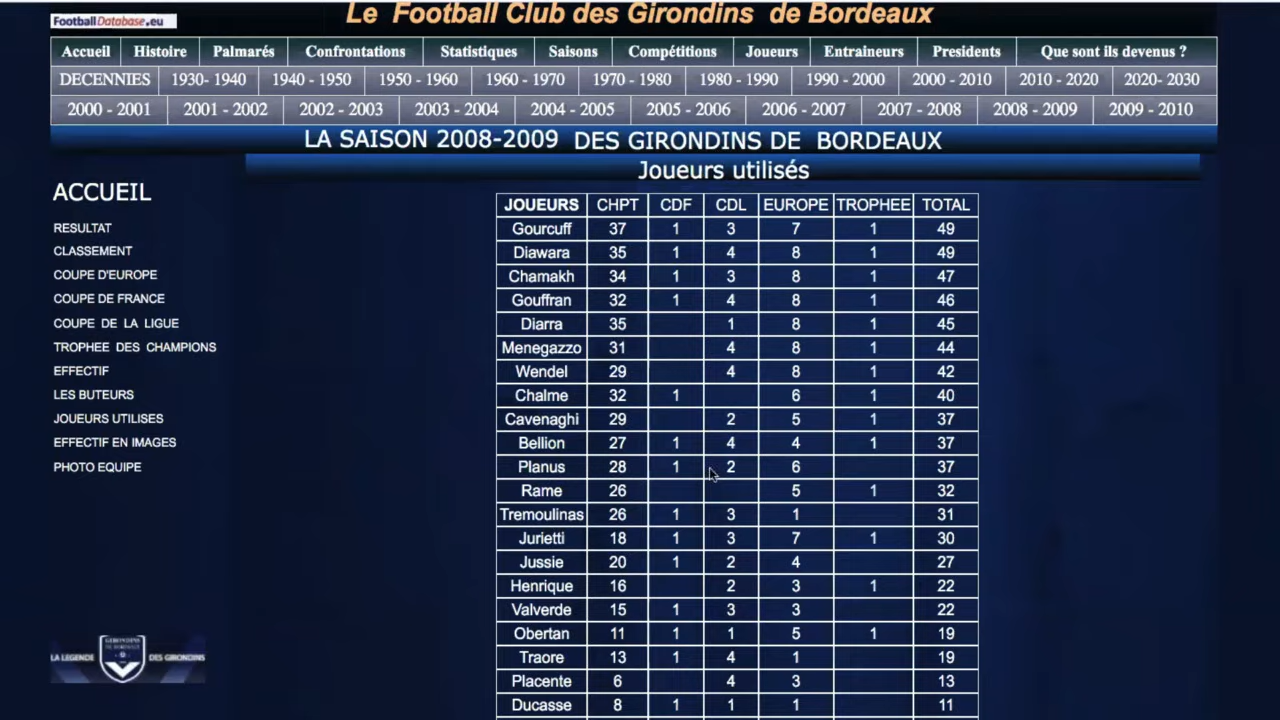 Le Football Club des Girondins de Bordeaux
FootballDatabase.eu
Accueil Histoire Palmarés Confrontations Statistiques Saisons Compétitions Joueurs Entraineurs Presidents Que sont ils devenus ?
DECENNIES 1930- 1940 1940 - 1950 1950 - 1960 1960 - 1970 1970 - 1980 1980 - 1990 1990 - 2000 2000 - 2010 2010 - 2020 2020- 2030
2000 - 2001 2001 - 2002 2002 - 2003 2003 - 2004 2004 - 2005 2005 - 2006 2006 - 2007 2007 - 2008 2008 - 2009 2009 - 2010
LA SAISON 2008-2009 DES GIRONDINS DE BORDEAUX
Joueurs utilisés
ACCUEIL
RESULTAT
CLASSEMENT
COUPE D'EUROPE
COUPE DE FRANCE
COUPE DE LA LIGUE
TROPHEE DES CHAMPIONS
EFFECTIF
LES BUTEURS
JOUEURS UTILISES
EFFECTIF EN IMAGES
PHOTO EQUIPE
JOUEURS CHPT CDF CDL EUROPE TROPHEE TOTAL
Gourcuff 37 1 3 7 1 49
Diawara 35 1 4 8 1 49
Chamakh 34 1 3 8 1 47
Gouffran 32 1 4 8 1 46
Diarra 35 1 8 1 45
Menegazzo 31 4 8 1 44
Wendel 29 4 8 1 42
Chalme 32 1 6 1 40
Cavenaghi 29 2 5 1 37
Bellion 27 1 4 4 1 37
Planus 28 1 2 6 37
Rame 26 5 1 32
Tremoulinas 26 1 3 1 31
Jurietti 18 1 3 7 1 30
Jussie 20 1 2 4 27
Henrique 16 2 3 1 22
Valverde 15 1 3 3 22
Obertan 11 1 1 5 1 19
Traore 13 1 4 1 19
Placente 6 4 3 13
Ducasse 8 1 1 1 11
GIRONDINS
DE BORDEAUX
LA LEGENDE DES GIRONDINS